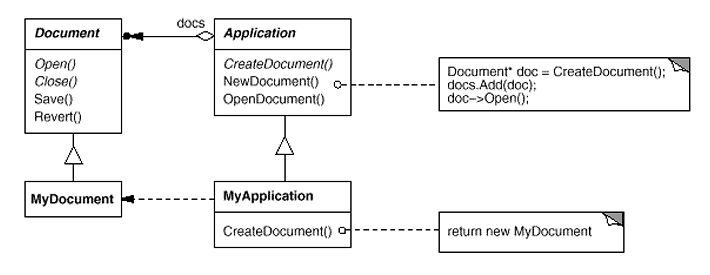 docs
Document
Open()
Close()
Save()
Revert()
Application
CreateDocument()
NewDocument()
OpenDocument()
Document* doc = CreateDocument();
docs.Add(doc);
doc->Open();
MyDocument
MyApplication
CreateDocument()
return new MyDocument